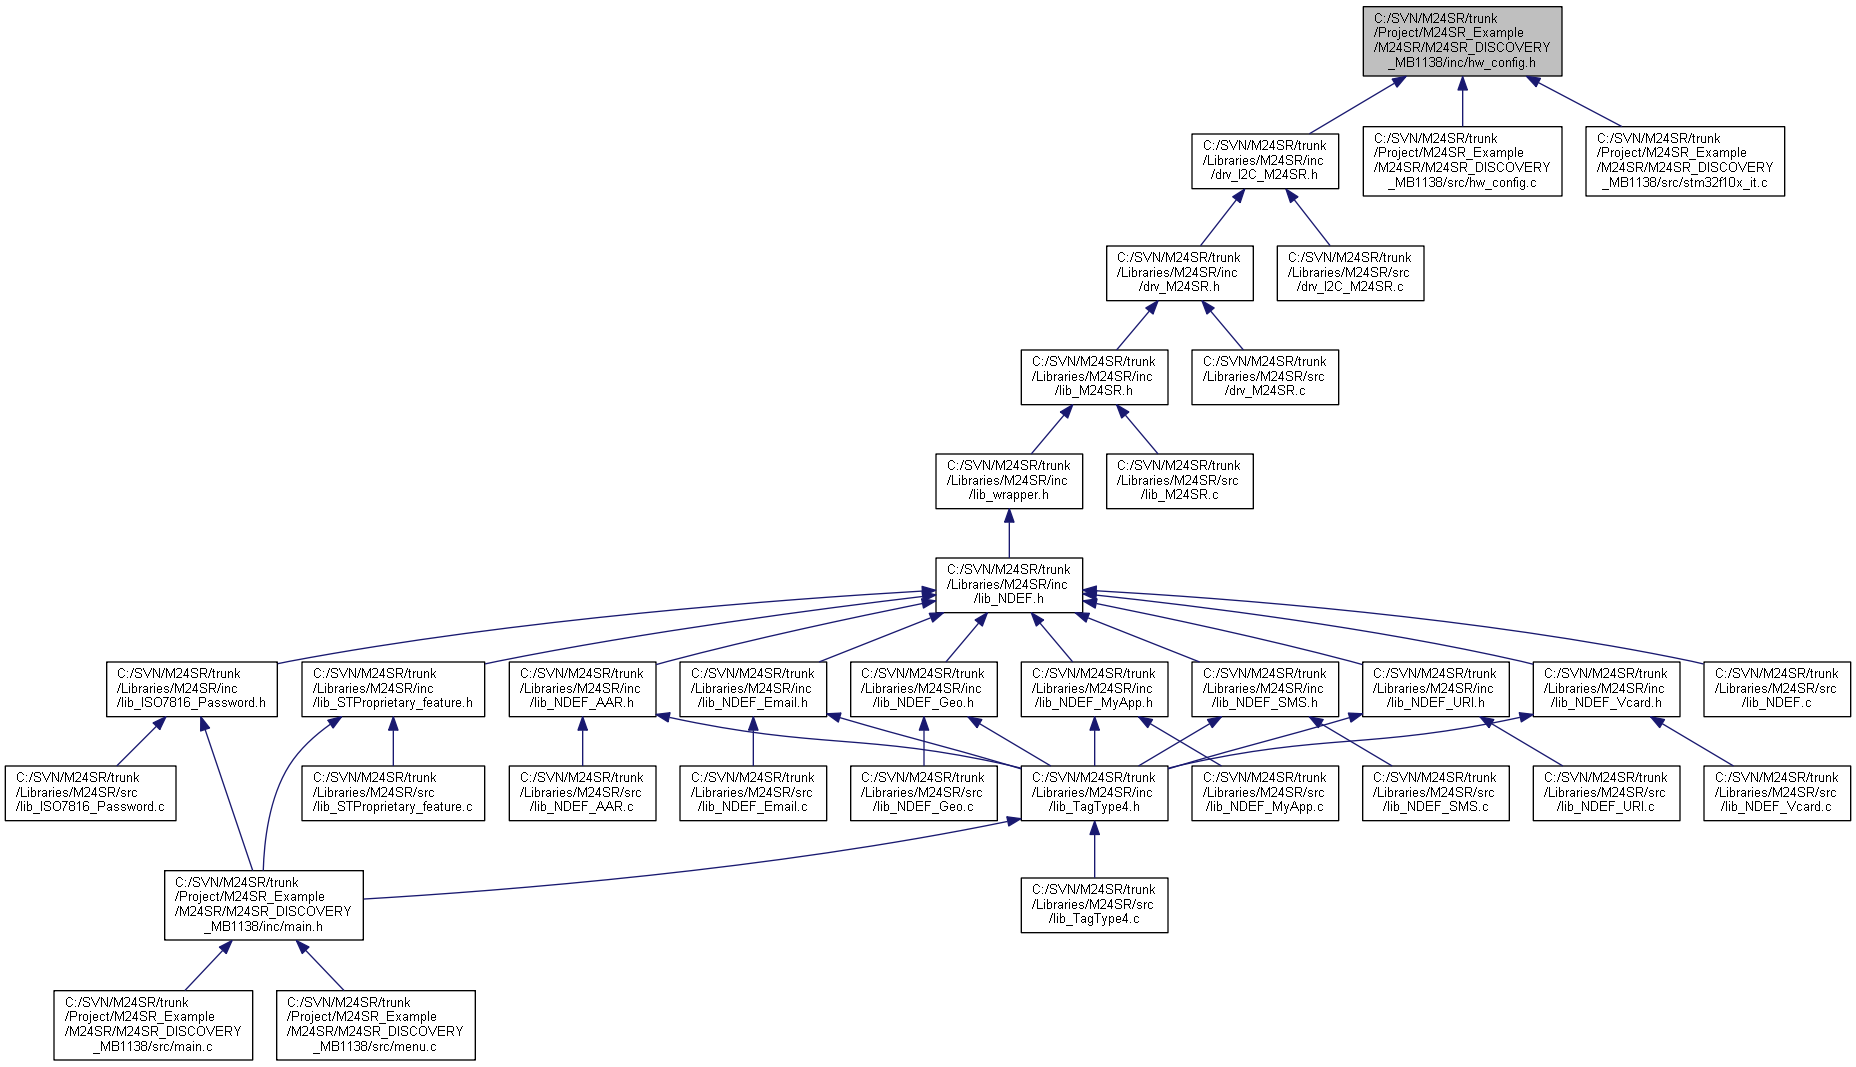 C:/SVN/M24SR/trunk
/Project/M24SR_Example
/M24SR/M24SR_DISCOVERY
_MB1138/inc/hw_config.h
C:/SVN/M24SR/trunk
/Libraries/M24SR/inc
/drv_I2C_M24SR.h
C:/SVN/M24SR/trunk
/Project/M24SR_Example
/M24SR/M24SR_DISCOVERY
_MB1138/src/hw_config.c
C:/SVN/M24SR/trunk
/Project/M24SR_Example
/M24SR/M24SR_DISCOVERY
_MB1138/src/stm32f10x_it.c
C:/SVN/M24SR/trunk
/Libraries/M24SR/inc
/drv_M24SR.h
C:/SVN/M24SR/trunk
/Libraries/M24SR/src
/drv_I2C_M24SR.c
C:/SVN/M24SR/trunk
/Libraries/M24SR/inc
/lib_M24SR.h
C:/SVN/M24SR/trunk
/Libraries/M24SR/src
/drv_M24SR.c
C:/SVN/M24SR/trunk
/Libraries/M24SR/inc
/lib_wrapper.h
C:/SVN/M24SR/trunk
/Libraries/M24SR/src
/lib_M24SR.c
C:/SVN/M24SR/trunk
/Libraries/M24SR/inc
/lib_NDEF.h
C:/SVN/M24SR/trunk
/Libraries/M24SR/inc
/lib_ISO7816_Password.h
C:/SVN/M24SR/trunk
/Libraries/M24SR/inc
/lib_STProprietary_feature.h
C:/SVN/M24SR/trunk
/Libraries/M24SR/inc
/lib_NDEF_AAR.h
C:/SVN/M24SR/trunk
/Libraries/M24SR/inc
/lib_NDEF_Email.h
C:/SVN/M24SR/trunk
/Libraries/M24SR/inc
/lib_NDEF_Geo.h
C:/SVN/M24SR/trunk
/Libraries/M24SR/inc
/lib_NDEF_MyApp.h
C:/SVN/M24SR/trunk
/Libraries/M24SR/inc
/lib_NDEF_SMS.h
C:/SVN/M24SR/trunk
/Libraries/M24SR/inc
/lib_NDEF_URI.h
C:/SVN/M24SR/trunk
/Libraries/M24SR/inc
/lib_NDEF_Vcard.h
C:/SVN/M24SR/trunk
/Libraries/M24SR/src
/lib_NDEF.c
C:/SVN/M24SR/trunk
/Libraries/M24SR/src
/lib_ISO7816_Password.c
C:/SVN/M24SR/trunk
/Libraries/M24SR/src
/lib_STProprietary_feature.c
C:/SVN/M24SR/trunk
/Libraries/M24SR/src
/lib_NDEF_AAR.c
C:/SVN/M24SR/trunk
/Libraries/M24SR/src
/lib_NDEF_Email.c
C:/SVN/M24SR/trunk
/Libraries/M24SR/src
/lib_NDEF_Geo.c
C:/SVN/M24SR/trunk
/Libraries/M24SR/inc
/lib_TagType4.h
C:/SVN/M24SR/trunk
/Libraries/M24SR/src
/lib_NDEF_MyApp.c
C:/SVN/M24SR/trunk
/Libraries/M24SR/src
/lib_NDEF_SMS.c
C:/SVN/M24SR/trunk
/Libraries/M24SR/src
/lib_NDEF_URI.c
C:/SVN/M24SR/trunk
/Libraries/M24SR/src
/lib_NDEF_Vcard.c
C:/SVN/M24SR/trunk
/Project/M24SR_Example
/M24SR/M24SR_DISCOVERY
_MB1138/inc/main.h
C:/SVN/M24SR/trunk
/Libraries/M24SR/src
/lib_TagType4.c
C:/SVN/M24SR/trunk
/Project/M24SR_Example
/M24SR/M24SR_DISCOVERY
_MB1138/src/main.c
C:/SVN/M24SR/trunk
/Project/M24SR_Example
/M24SR/M24SR_DISCOVERY
_MB1138/src/menu.c